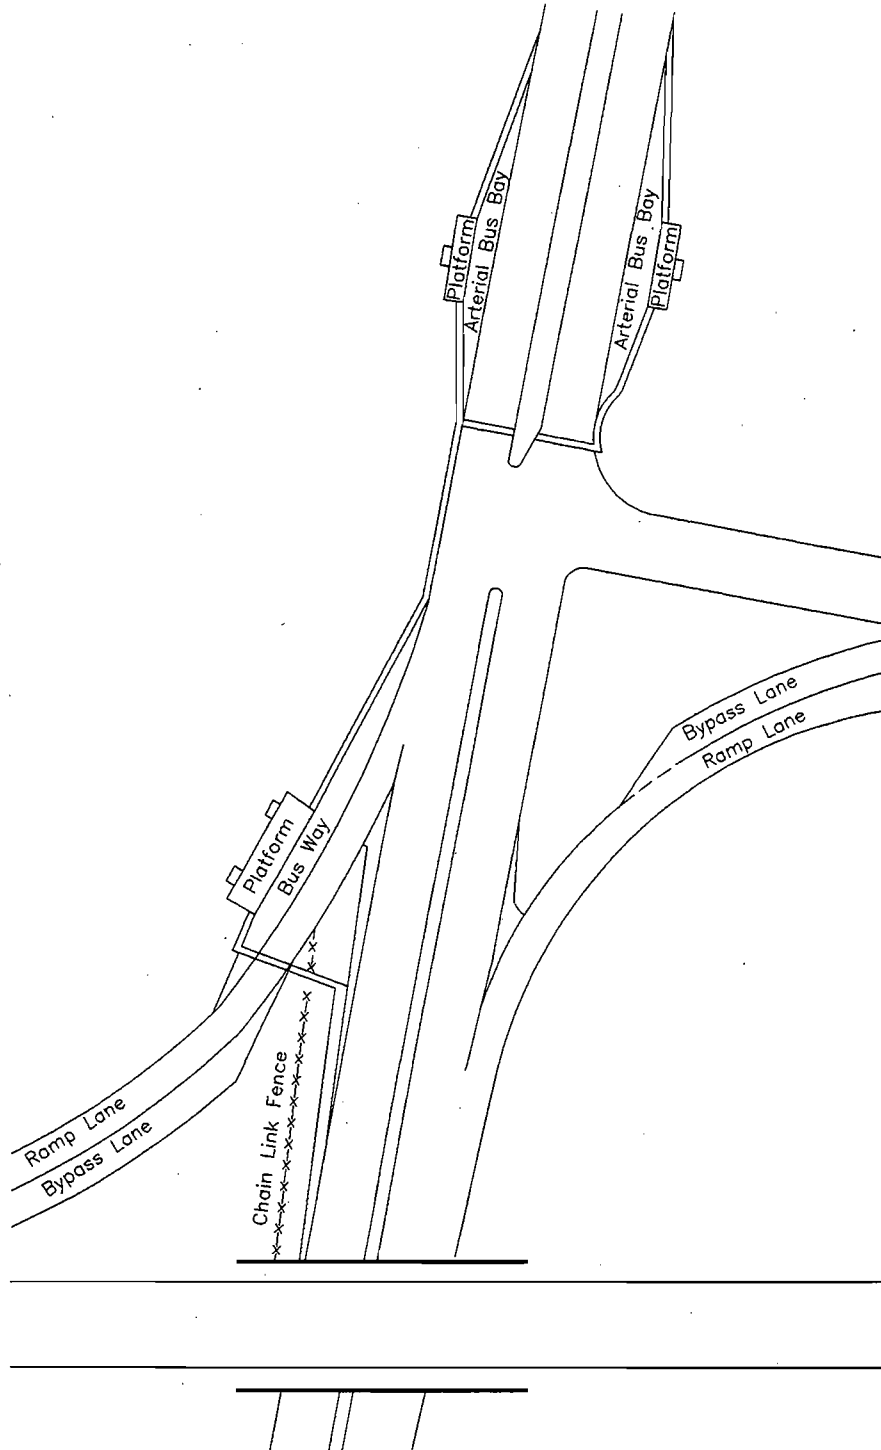 Platform
Arterial Bus Bay
Arterial Bus Bay
Platform
Bypass Lane
Ramp Lane
Platform
Bus Way
Chain Link Fence
Ramp Lane
Bypass Lane